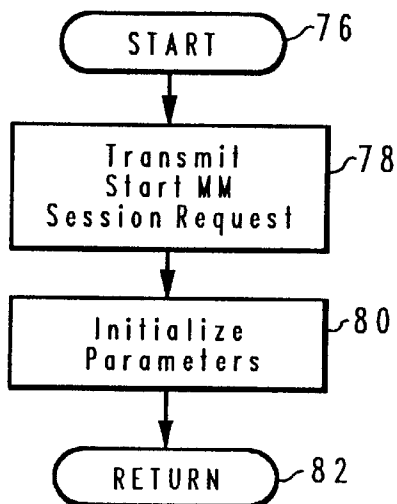 START
76
Transmit
Start MM
Session Request
78
Initialize
Parameters
80
RETURN
82